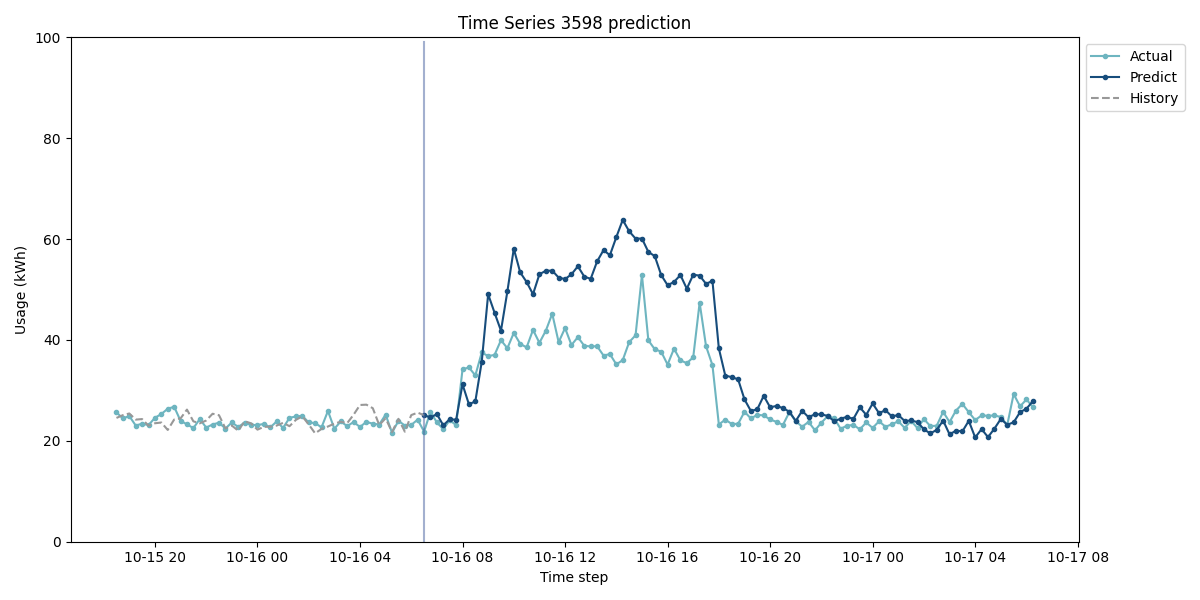 Time Series 3598 prediction
100
80
60
40
20
0
Usage (kWh)
10-15 20
10-16 00
10-16 04
10-16 08
10-16 12
10-16 16
10-16 20
10-17 00
10-17 04
10-17 08
Time step
Actual
Predict
History